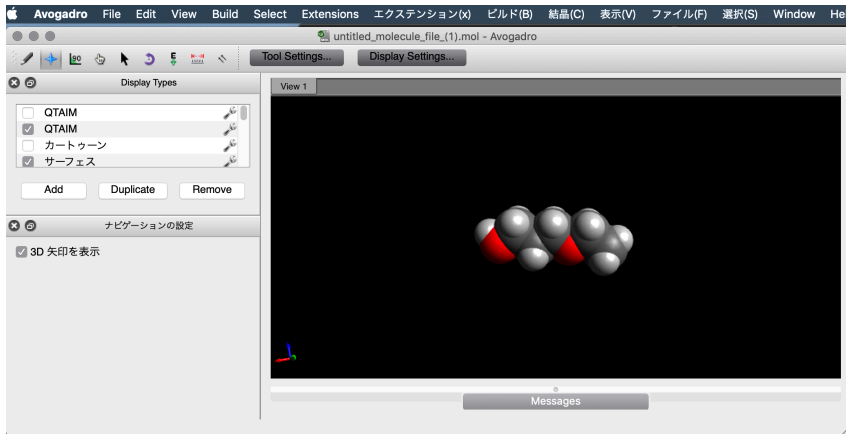 Avogadro File Edit View Build Select Extensions エクステンション(x) ビルド(B) 結晶(C) 表示(V) ファイル(F) 選択(S) Window He
untitled_molecule_file_(1).mol - Avogadro
90 E Tool Settings... Display Settings...
Display Types
View 1
QTAIM
QTAIM
カートゥーン
サーフェス
Add Duplicate Remove
ナビゲーションの設定
3D 矢印を表示
Messages